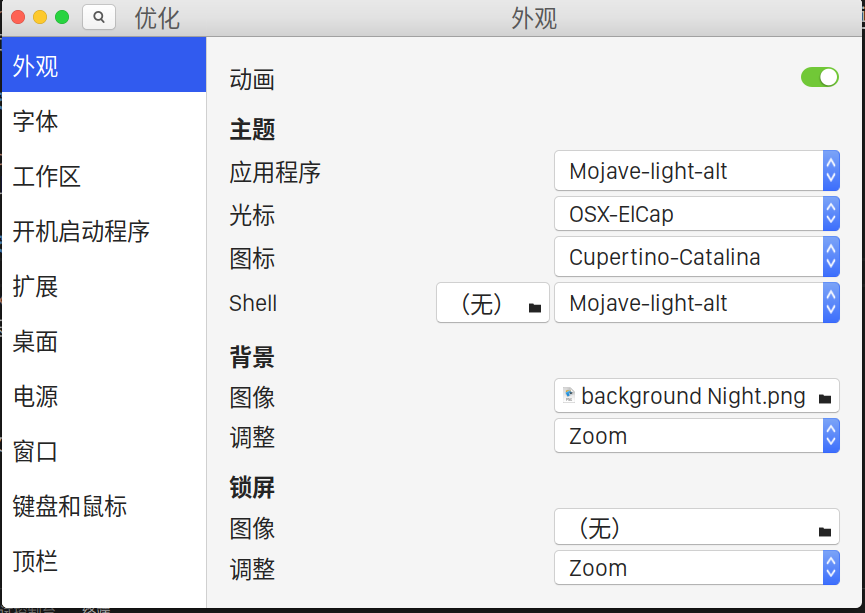 优化 外观
外观
字体
工作区
开机启动程序
扩展
桌面
电源
窗口
键盘和鼠标
顶栏
动画
主题
应用程序 Mojave-light-alt
光标 OSX-ElCap
图标 Cupertino-Catalina
Shell （无） Mojave-light-alt
背景
图像 background Night.png
调整 Zoom
锁屏
图像 （无）
调整 Zoom